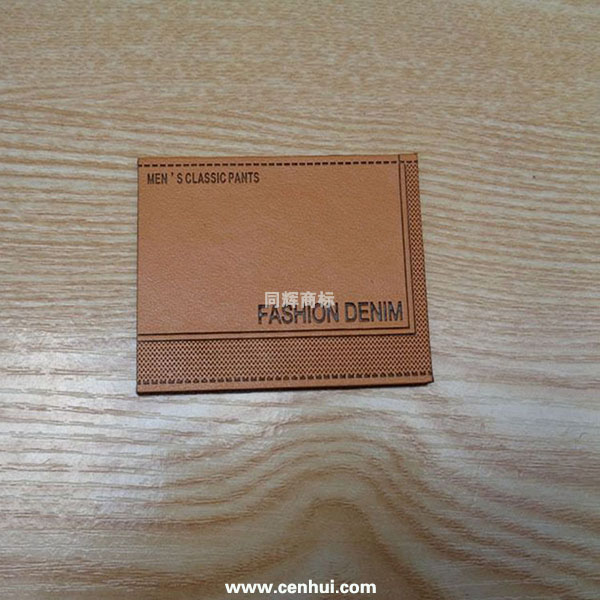 MEN ' S CLASSIC PANTS
同辉商标
FASHION DENIM
www.cenhui.com